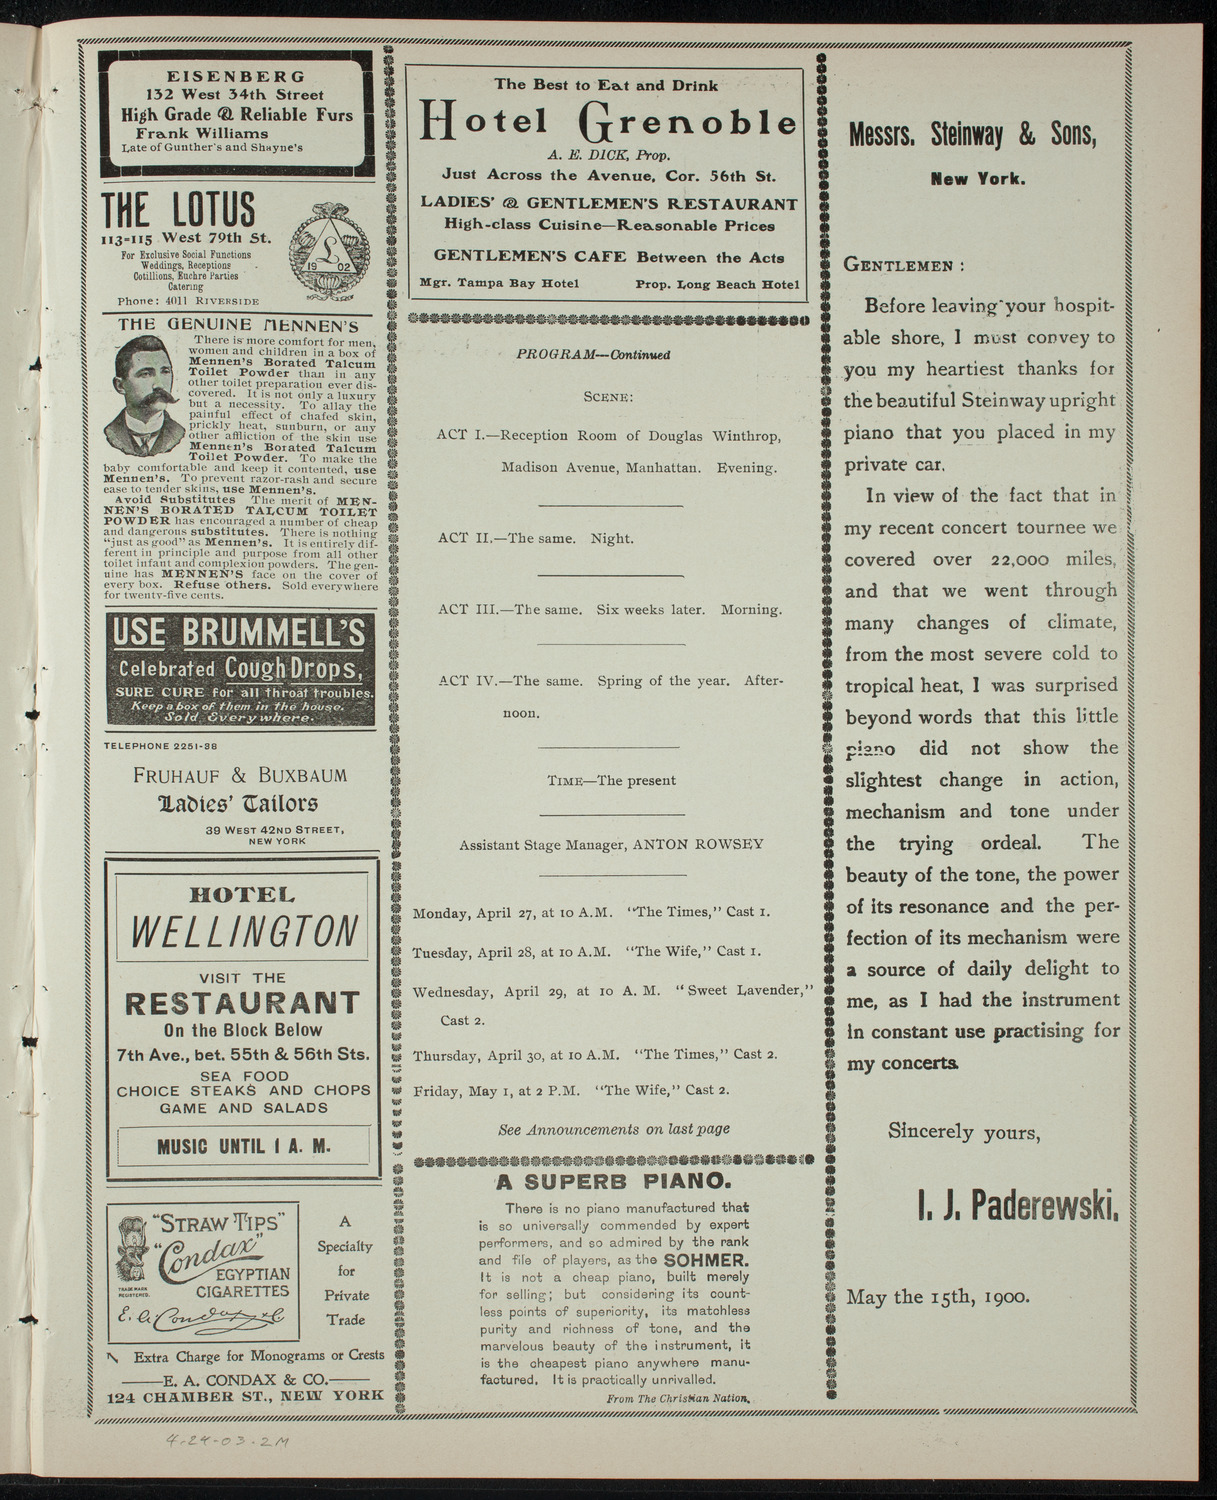 EISENBERG
132 West 34th Street
High Grade & Reliable Furs
Frank Williams
Late of Gunther's and Shayne's
THE LOTUS
113=115 West 79th St.
For Exclusive Social Functions
Weddings, Receptions
Cotillions, Euchre Parties
Catering
Phone: 4011 RIVERSIDE
L
19 02
THE GENUINE MENNEN'S
There is more comfort for men,
women and children in a box of
Mennen's Borated Talcum
Toilet Powder than in any
other toilet preparation ever dis-
covered. It is not only a luxury
but a necessity. To allay the
painful effect of chafed skin,
prickly heat, sunburn, or any
other affliction of the skin use
Mennen's Borated Talcum
Toilet Powder. To make the
baby comfortable and keep it contented, use
Mennen's. To prevent razor-rash and secure
ease to tender skins, use Mennen's.
Avoid Substitutes The merit of MEN-
NEN'S BORATED TALCUM TOILET
POWDER has encouraged a number of cheap
and dangerous substitutes. There is nothing
"just as good" as Mennen's. It is entirely dif-
ferent in principle and purpose from all other
toilet infant and complexion powders. The gen-
uine has MENNEN'S face on the cover of
every box. Refuse others. Sold everywhere
for twenty-five cents.
USE BRUMMELL'S
Celebrated Cough Drops,
SURE CURE for all throat troubles.
Keep a box of them in the house.
Sold Everywhere.
TELEPHONE 2251-38
FRUHAUF & BUXBAUM
Ladies' Tailors
39 WEST 42ND STREET,
NEW YORK
HOTEL
WELLINGTON
VISIT THE
RESTAURANT
On the Block Below
7th Ave., bet. 55th & 56th Sts.
SEA FOOD
CHOICE STEAKS AND CHOPS
GAME AND SALADS
MUSIC UNTIL 1 A. M.
"STRAW TIPS"
"Condax"
EGYPTIAN
CIGARETTES
TRADE MARK
REGISTERED.
E. A. Condax & Co
A
Specialty
for
Private
Trade
Extra Charge for Monograms or Crests
E. A. CONDAX & CO.
124 CHAMBER ST., NEW YORK
The Best to Eat and Drink
Hotel Grenoble
A. E. DICK, Prop.
Just Across the Avenue, Cor. 56th St.
LADIES' & GENTLEMEN'S RESTAURANT
High-class Cuisine—Reasonable Prices
GENTLEMEN'S CAFE Between the Acts
Mgr. Tampa Bay Hotel Prop. Long Beach Hotel
PROGRAM—Continued
SCENE:
ACT I.—Reception Room of Douglas Winthrop,
Madison Avenue, Manhattan. Evening.
ACT II.—The same. Night.
ACT III.—The same. Six weeks later. Morning.
ACT IV.—The same. Spring of the year. After-
noon.
TIME—The present
Assistant Stage Manager, ANTON ROWSEY
Monday, April 27, at 10 A.M. "The Times," Cast 1.
Tuesday, April 28, at 10 A.M. "The Wife," Cast 1.
Wednesday, April 29, at 10 A. M. "Sweet Lavender,"
Cast 2.
Thursday, April 30, at 10 A.M. "The Times," Cast 2.
Friday, May 1, at 2 P.M. "The Wife," Cast 2.
See Announcements on last page
A SUPERB PIANO.
There is no piano manufactured that
is so universally commended by expert
performers, and so admired by the rank
and file of players, as the SOHMER.
It is not a cheap piano, built merely
for selling; but considering its count-
less points of superiority, its matchless
purity and richness of tone, and the
marvelous beauty of the instrument, it
is the cheapest piano anywhere manu-
factured. It is practically unrivalled.
From The Christian Nation.
Messrs. Steinway & Sons,
New York.
GENTLEMEN :
Before leaving your hospit-
able shore, I must convey to
you my heartiest thanks for
the beautiful Steinway upright
piano that you placed in my
private car.
In view of the fact that in
my recent concert tournee we
covered over 22,000 miles,
and that we went through
many changes of climate,
from the most severe cold to
tropical heat, I was surprised
beyond words that this little
piano did not show the
slightest change in action,
mechanism and tone under
the trying ordeal. The
beauty of the tone, the power
of its resonance and the per-
fection of its mechanism were
a source of daily delight to
me, as I had the instrument
in constant use practising for
my concerts.
Sincerely yours,
I. J. Paderewski.
May the 15th, 1900.
4-24-03-2M